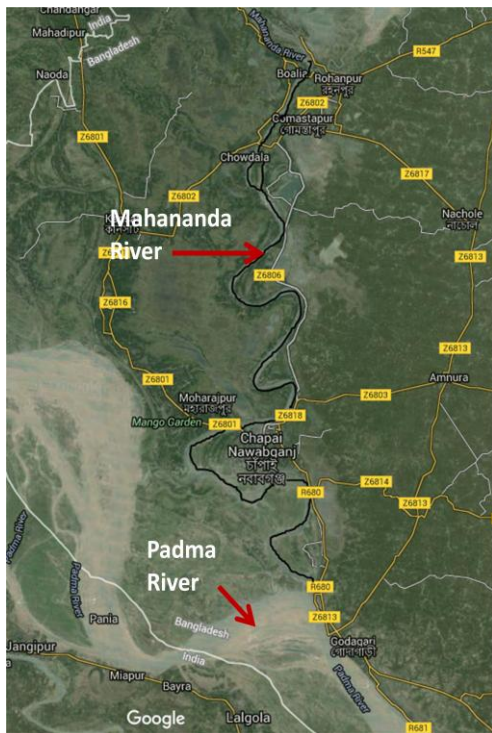 Chandangar
India
Mahadipur
Bangladesh
Naoda
Mahananda River
R547
Boalia
Rohanpur
রহনপুর
Z6802
Gomastapur
গোমস্তাপুর
Z6801
Chowdala
Z6817
Z6802
Nachole
নাচোল
Mahananda
River
কানসাট
Z6813
Z6806
Z6816
Z6813
Z6801
Amnura
Moharajpur
মহারাজপুর
Z6803
Mango Garden
Z6801
Z6818
Chapai
Nawabganj
চাঁপাই
নবাবগঞ্জ
Z6814
R680
Z6813
Padma River
Padma
River
Padma River
R680
Pania
Bangladesh
Z6813
Godagari
গোদাগাড়ী
Jangipur
India
Miapur
Bayra
Padma River
Google
Lalgola
R681